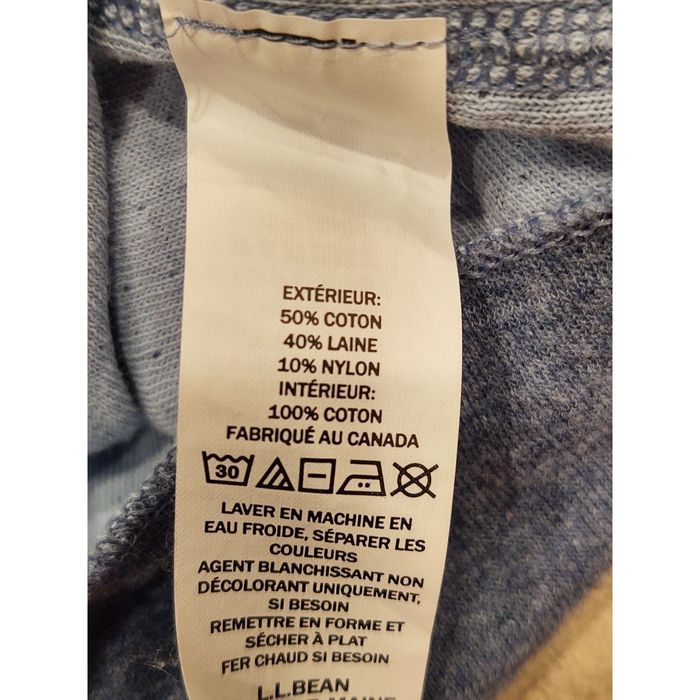 EXTÉRIEUR:
50% COTON
40% LAINE
10% NYLON
INTÉRIEUR:
100% COTON
FABRIQUÉ AU CANADA
30
LAVER EN MACHINE EN
EAU FROIDE, SÉPARER LES
COULEURS
AGENT BLANCHISSANT NON
DÉCOLORANT UNIQUEMENT,
SI BESOIN
REMETTRE EN FORME ET
SÉCHER À PLAT
FER CHAUD SI BESOIN
L.L.BEAN
MAINE